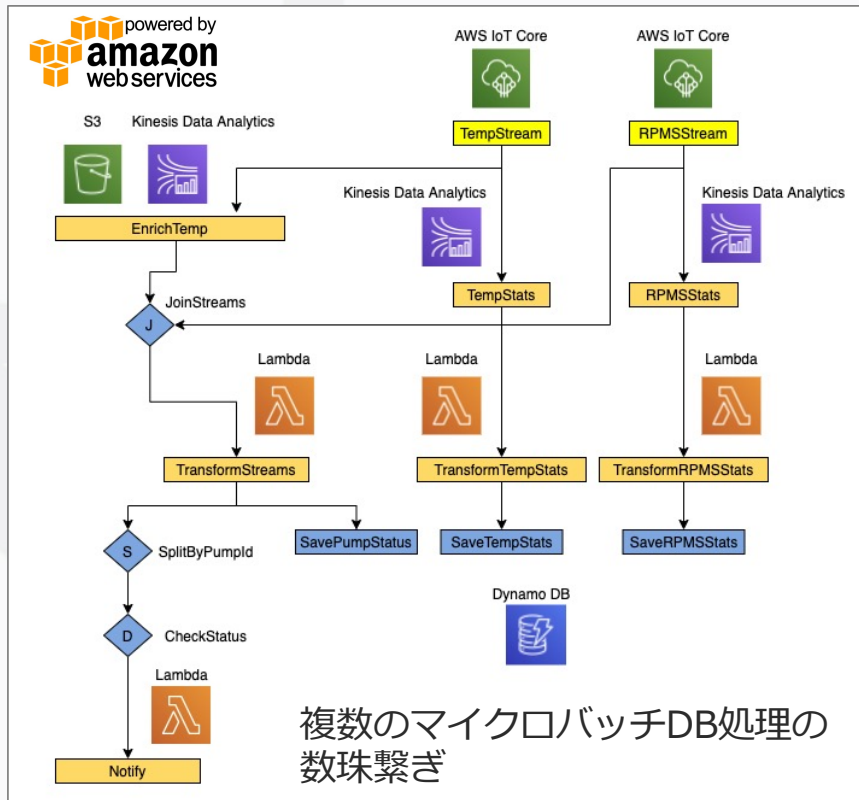 powered by
amazon
web services
AWS IoT Core
AWS IoT Core
TempStream
RPMSStream
S3
Kinesis Data Analytics
Kinesis Data Analytics
Kinesis Data Analytics
EnrichTemp
TempStats
RPMSStats
JoinStreams
J
Lambda
Lambda
Lambda
TransformStreams
TransformTempStats
TransformRPMSStats
S
SplitByPumpId
SavePumpStatus
SaveTempStats
SaveRPMSStats
Dynamo DB
D
CheckStatus
Lambda
Notify
複数のマイクロバッチDB処理の
数珠繋ぎ